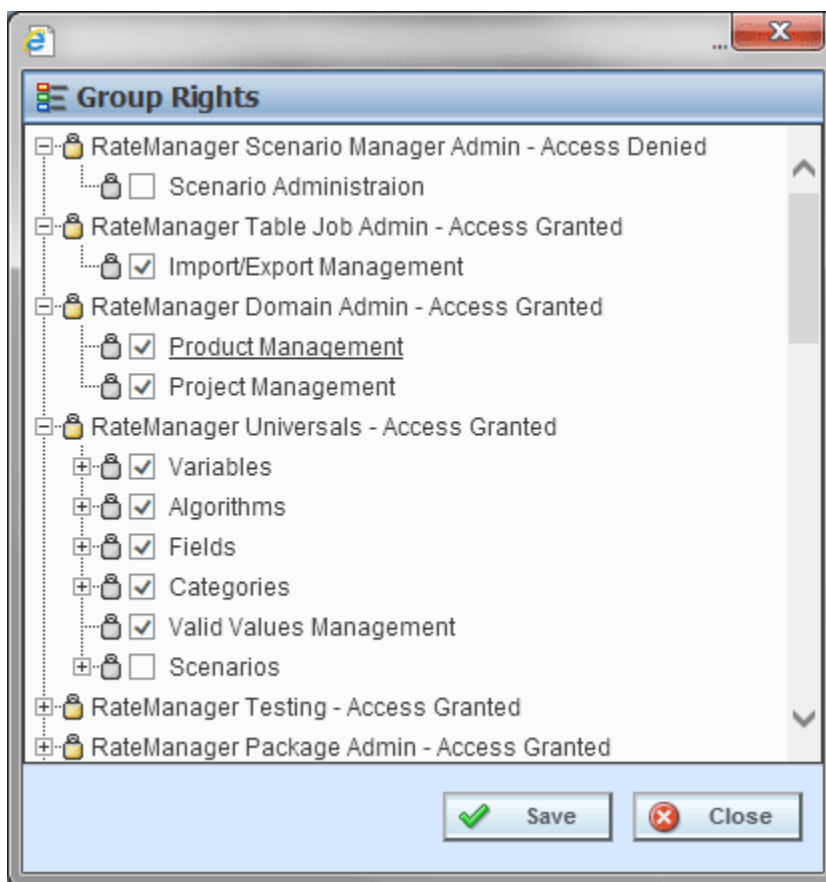 ...
Group Rights
RateManager Scenario Manager Admin - Access Denied
Scenario Administraion
RateManager Table Job Admin - Access Granted
Import/Export Management
RateManager Domain Admin - Access Granted
Product Management
Project Management
RateManager Universals - Access Granted
Variables
Algorithms
Fields
Categories
Valid Values Management
Scenarios
RateManager Testing - Access Granted
RateManager Package Admin - Access Granted
Save Close